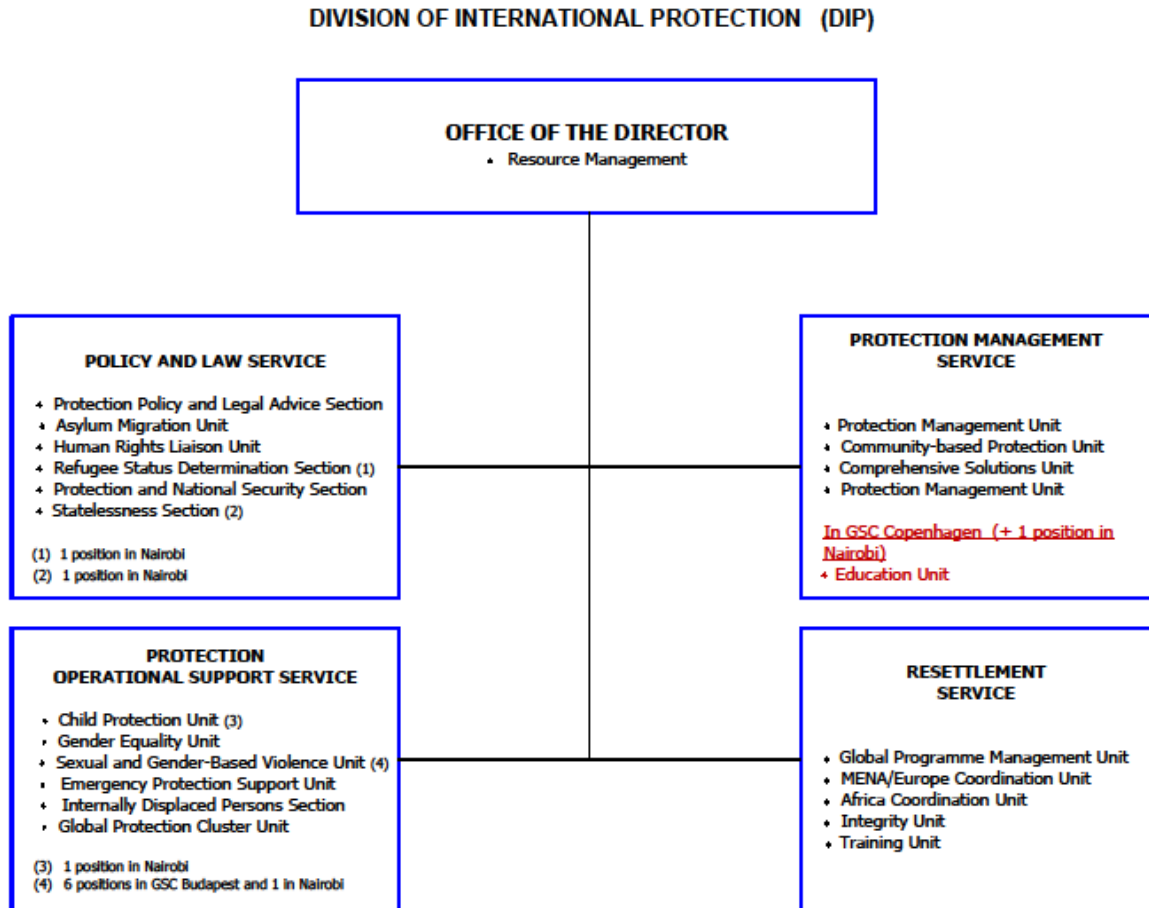 DIVISION OF INTERNATIONAL PROTECTION (DIP)
OFFICE OF THE DIRECTOR
• Resource Management
POLICY AND LAW SERVICE
• Protection Policy and Legal Advice Section
• Asylum Migration Unit
• Human Rights Liaison Unit
• Refugee Status Determination Section (1)
• Protection and National Security Section
• Statelessness Section (2)
(1) 1 position in Nairobi
(2) 1 position in Nairobi
PROTECTION MANAGEMENT
SERVICE
• Protection Management Unit
• Community-based Protection Unit
• Comprehensive Solutions Unit
• Protection Management Unit
In GSC Copenhagen (+ 1 position in
Nairobi)
• Education Unit
PROTECTION
OPERATIONAL SUPPORT SERVICE
• Child Protection Unit (3)
• Gender Equality Unit
• Sexual and Gender-Based Violence Unit (4)
• Emergency Protection Support Unit
• Internally Displaced Persons Section
• Global Protection Cluster Unit
(3) 1 position in Nairobi
(4) 6 positions in GSC Budapest and 1 in Nairobi
RESETTLEMENT
SERVICE
• Global Programme Management Unit
• MENA/Europe Coordination Unit
• Africa Coordination Unit
• Integrity Unit
• Training Unit